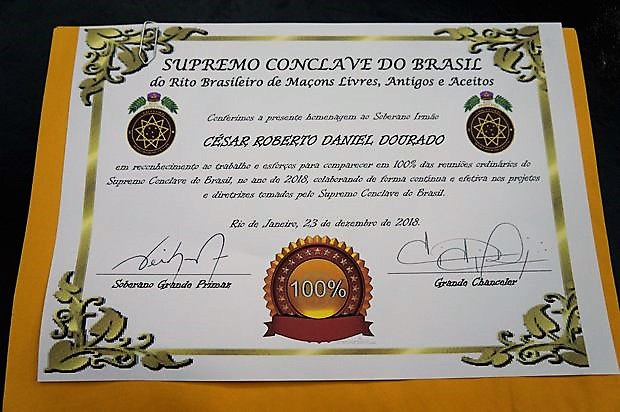 SUPREMO CONCLAVE DO BRASIL
do Rito Brasileiro de Maçons Livres, Antigos e Aceitos
Conferimos a presente homenagem ao Soberano Irmão
CÉSAR ROBERTO DANIEL DOURADO
em reconhecimento ao trabalho e esforços para comparecer em 100% das reuniões ordinárias do
Supremo Conclave do Brasil, no ano de 2018, colaborando de forma contínua e efetiva nos projetos
e diretrizes tomados pelo Supremo Conclave do Brasil.
Rio de Janeiro, 23 de dezembro de 2018.
Soberano Grande Primaz
100%
Grande Chanceler